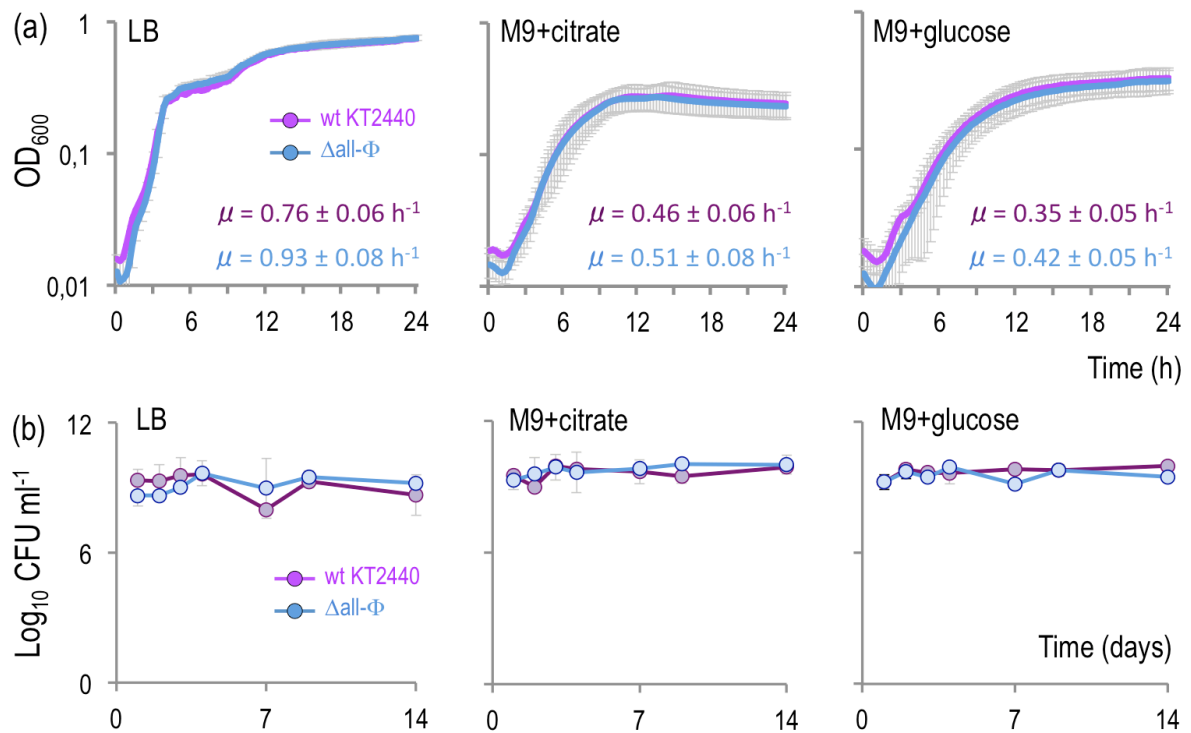 (a)
LB
M9+citrate
M9+glucose
1
0,1
0,01
OD600
wt KT2440
Δall-Φ
μ = 0.76 ± 0.06 h-1
μ = 0.93 ± 0.08 h-1
μ = 0.46 ± 0.06 h-1
μ = 0.51 ± 0.08 h-1
μ = 0.35 ± 0.05 h-1
μ = 0.42 ± 0.05 h-1
0 6 12 18 24
0 6 12 18 24
0 6 12 18 24
Time (h)
(b)
LB
M9+citrate
M9+glucose
12
6
0
Log10 CFU ml-1
wt KT2440
Δall-Φ
Time (days)
0 7 14
0 7 14
0 7 14